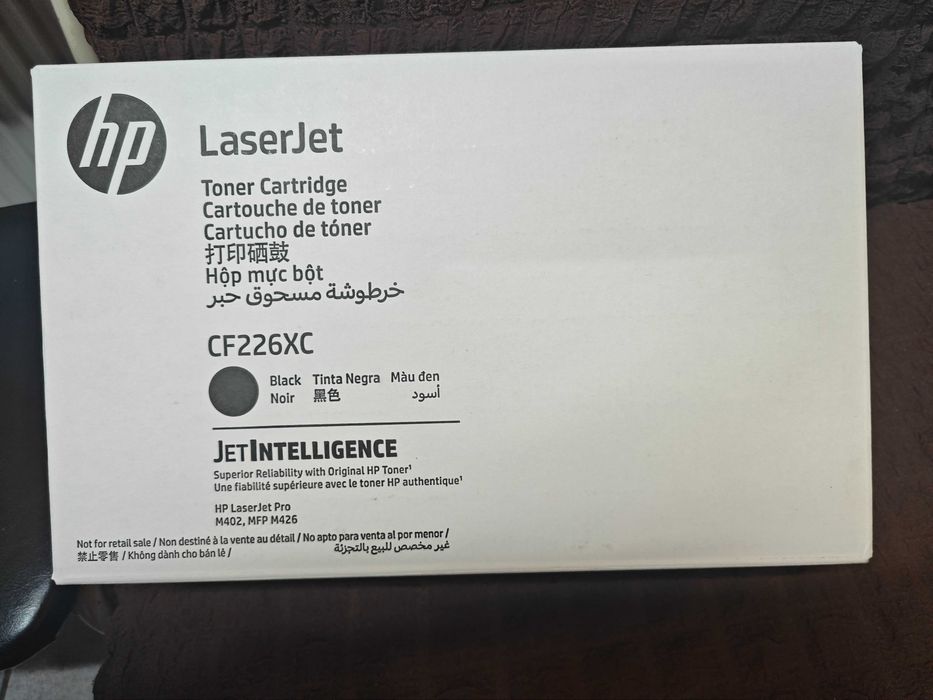 hp
LaserJet
Toner Cartridge
Cartouche de toner
Cartucho de tóner
打印硒鼓
Hộp mực bột
خرطوشة مسحوق حبر
CF226XC
Black Tinta Negra Màu đen
Noir 黑色 أسود
JETINTELLIGENCE
Superior Reliability with Original HP Toner¹
Une fiabilité supérieure avec le toner HP authentique¹
HP LaserJet Pro
M402, MFP M426
Not for retail sale / Non destiné à la vente au détail / No apto para venta al por menor /
禁止零售 / Không dành cho bán lẻ / غير مخصص للبيع بالتجزئة